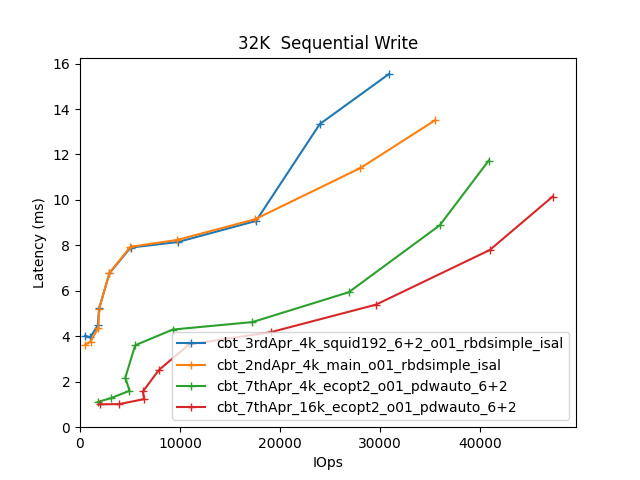 32K  Sequential Write
16
14
12
10
8
6
4
2
0
Latency (ms)
0 10000 20000 30000 40000
IOps
cbt_3rdApr_4k_squid192_6+2_o01_rbdsimple_isal
cbt_2ndApr_4k_main_o01_rbdsimple_isal
cbt_7thApr_4k_ecopt2_o01_pdwauto_6+2
cbt_7thApr_16k_ecopt2_o01_pdwauto_6+2